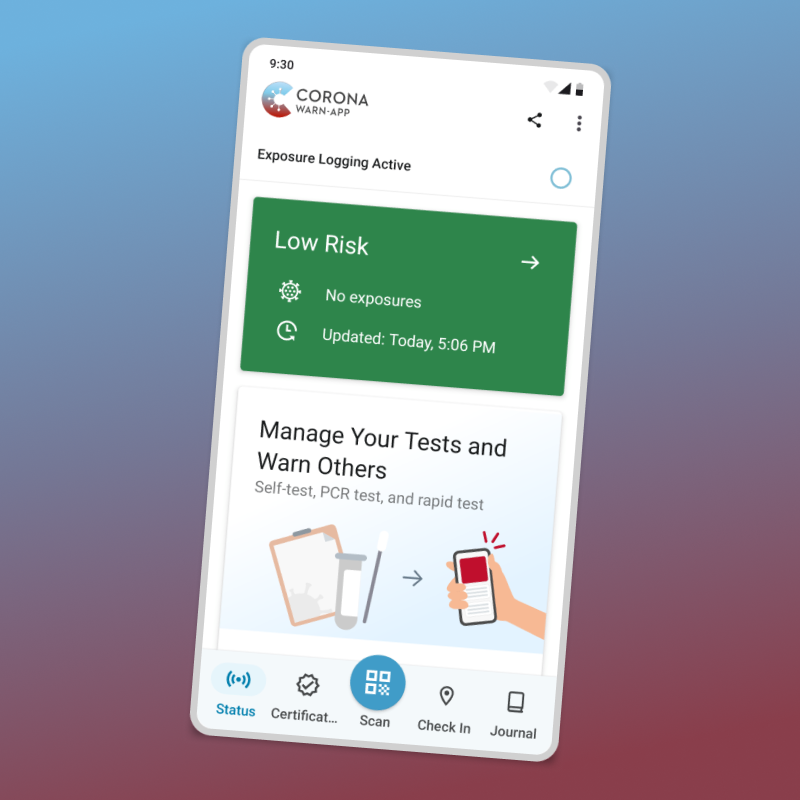 9:30
CORONA
WARN-APP
Exposure Logging Active
Low Risk
No exposures
Updated: Today, 5:06 PM
Manage Your Tests and
Warn Others
Self-test, PCR test, and rapid test
Status
Certificat…
Scan
Check In
Journal